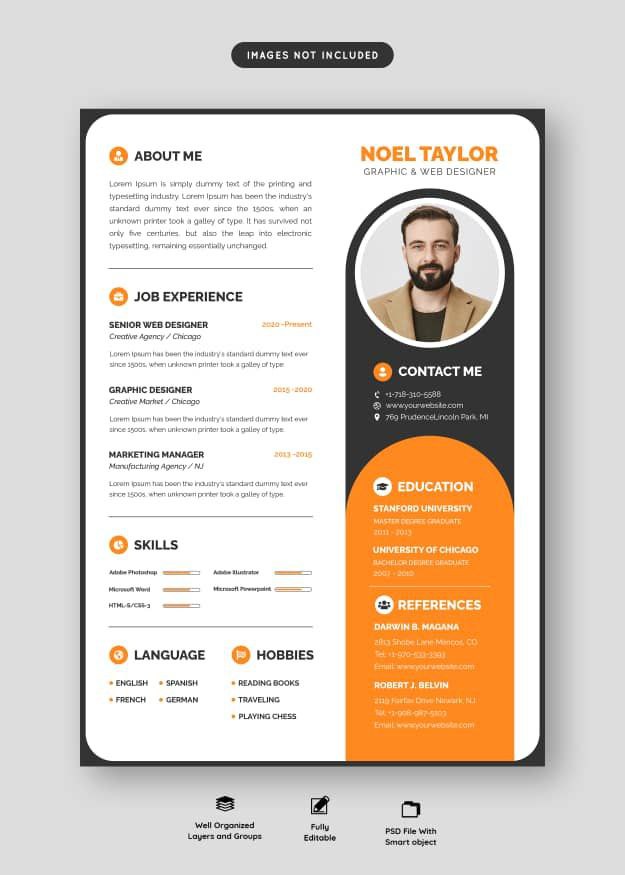 IMAGES NOT INCLUDED
ABOUT ME
Lorem Ipsum is simply dummy text of the printing and
typesetting industry. Lorem Ipsum has been the industry's
standard dummy text ever since the 1500s, when an
unknown printer took a galley of type. It has survived not
only five centuries, but also the leap into electronic
typesetting, remaining essentially unchanged.
JOB EXPERIENCE
SENIOR WEB DESIGNER 2020 -Present
Creative Agency / Chicago
Lorem Ipsum has been the industry's standard dummy text ever
since 1500s, when an unknown printer took a galley of type.
GRAPHIC DESIGNER 2015 -2020
Creative Market / Chicago
Lorem Ipsum has been the industry's standard dummy text ever
since 1500s, when an unknown printer took a galley of type.
MARKETING MANAGER 2013 -2015
Manufacturing Agency / NJ
Lorem Ipsum has been the industry's standard dummy text ever
since 1500s, when an unknown printer took a galley of type.
SKILLS
Adobe Photoshop Adobe Illustrator
Microsoft Word Microsoft Powerpoint
HTML-5/CSS-3
LANGUAGE
ENGLISH SPANISH
FRENCH GERMAN
HOBBIES
READING BOOKS
TRAVELING
PLAYING CHESS
NOEL TAYLOR
GRAPHIC & WEB DESIGNER
CONTACT ME
+1-718-310-5588
www.yourwebsite.com
769 PrudenceLincoln Park, MI
EDUCATION
STANFORD UNIVERSITY
MASTER DEGREE GRADUATE
2011 - 2013
UNIVERSITY OF CHICAGO
BACHELOR DEGREE GRADUATE
2007 - 2010
REFERENCES
DARWIN B. MAGANA
2813 Shobe Lane Mancos, CO.
Tel: +1-970-533-3393
Email: www.yourwebsite.com
ROBERT J. BELVIN
2119 Fairfax Drive Newark, NJ.
Tel: +1-908-987-5103
Email: www.yourwebsite.com
Well Organized
Layers and Groups
Fully
Editable
PSD File With
Smart object